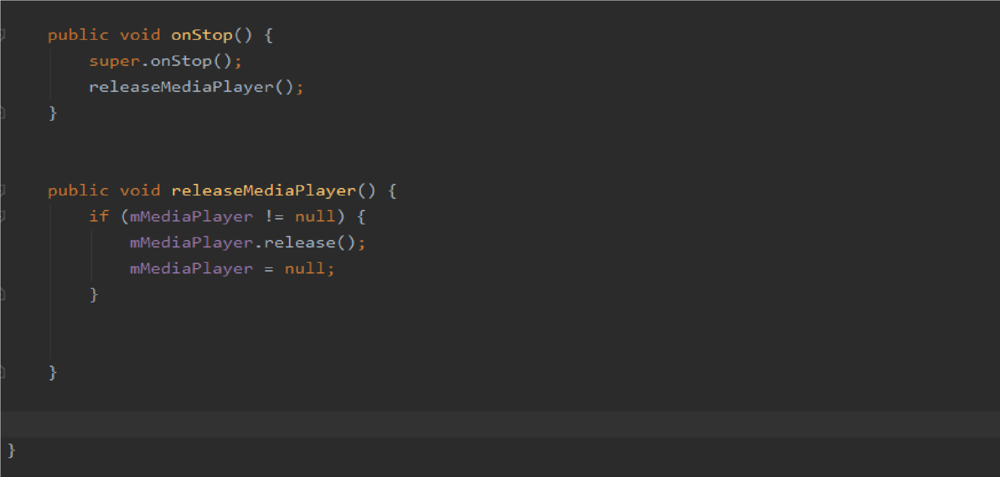 public void onStop() {
super.onStop();
releaseMediaPlayer();
}
public void releaseMediaPlayer() {
if (mMediaPlayer != null) {
mMediaPlayer.release();
mMediaPlayer = null;
}
}
}